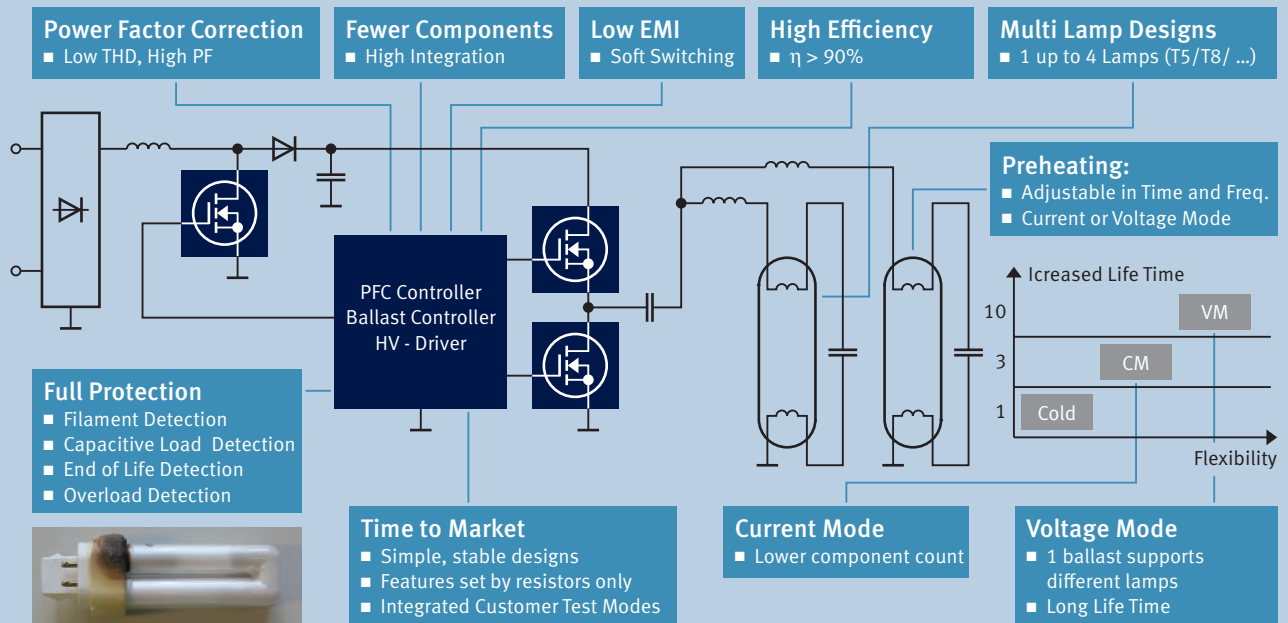 Power Factor Correction
■ Low THD, High PF
Fewer Components
■ High Integration
Low EMI
■ Soft Switching
High Efficiency
■ η > 90%
Multi Lamp Designs
■ 1 up to 4 Lamps (T5/T8/ ...)
Preheating:
■ Adjustable in Time and Freq.
■ Current or Voltage Mode
PFC Controller
Ballast Controller
HV - Driver
Icreased Life Time
10
VM
3
CM
1
Cold
Flexibility
Full Protection
■ Filament Detection
■ Capacitive Load Detection
■ End of Life Detection
■ Overload Detection
Time to Market
■ Simple, stable designs
■ Features set by resistors only
■ Integrated Customer Test Modes
Current Mode
■ Lower component count
Voltage Mode
■ 1 ballast supports
different lamps
■ Long Life Time